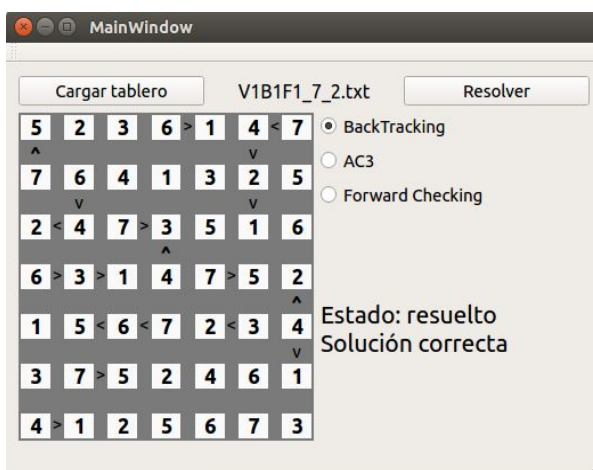 MainWindow
Cargar tablero V1B1F1_7_2.txt Resolver
5 2 3 6 > 1 4 < 7
^ v
7 6 4 1 3 2 5
v v
2 < 4 7 > 3 5 1 6
^
6 > 3 > 1 4 7 > 5 2
^
1 5 < 6 < 7 2 < 3 4
v
3 7 > 5 2 4 6 1
4 > 1 2 5 6 7 3
BackTracking
AC3
Forward Checking
Estado: resuelto
Solución correcta